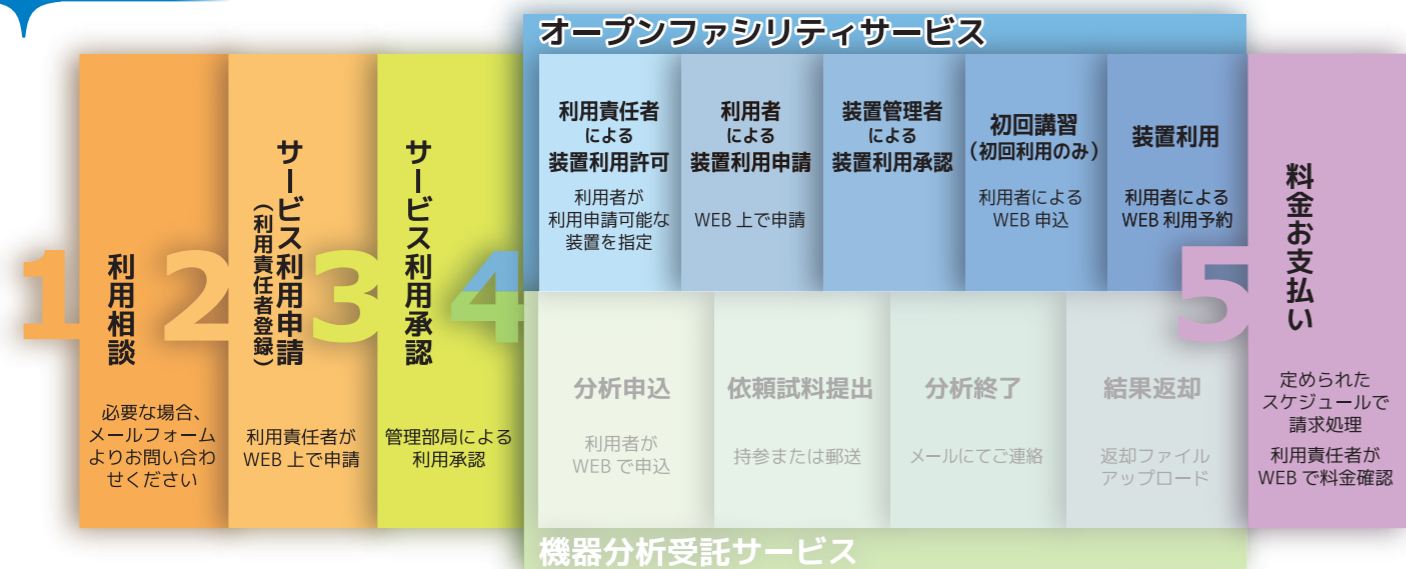 1
利用相談
必要な場合、
メールフォーム
よりお問い合わ
せください
2
サービス利用申請
（利用責任者登録）
利用責任者が
WEB 上で申請
3
サービス利用承認
管理部局による
利用承認
4
オープンファシリティサービス
利用責任者
による
装置利用許可
利用者が
利用申請可能な
装置を指定
利用者
による
装置利用申請
WEB 上で申請
装置管理者
による
装置利用承認
初回講習
（初回利用のみ）
利用者による
WEB 申込
装置利用
利用者による
WEB 利用予約
分析申込
利用者が
WEB で申込
依頼試料提出
持参または郵送
分析終了
メールにてご連絡
結果返却
返却ファイル
アップロード
機器分析受託サービス
5
料金お支払い
定められた
スケジュールで
請求処理
利用責任者が
WEB で料金確認